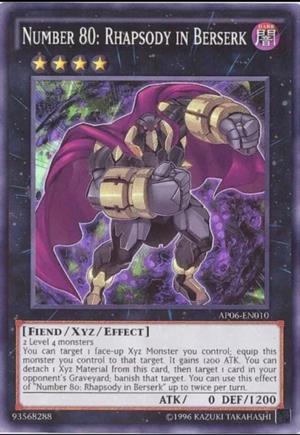 NUMBER 80: RHAPSODY IN BERSERK
DARK
闇
AP06-EN010
[FIEND/XYZ/EFFECT]
2 Level 4 monsters
You can target 1 face-up Xyz Monster you control; equip this
monster you control to that target. It gains 1200 ATK. You can
detach 1 Xyz Material from this card, then target 1 card in your
opponent's Graveyard; banish that target. You can use this effect
of "Number 80: Rhapsody in Berserk" up to twice per turn.
ATK/ 0 DEF/1200
93568288 ©1996 KAZUKI TAKAHASHI